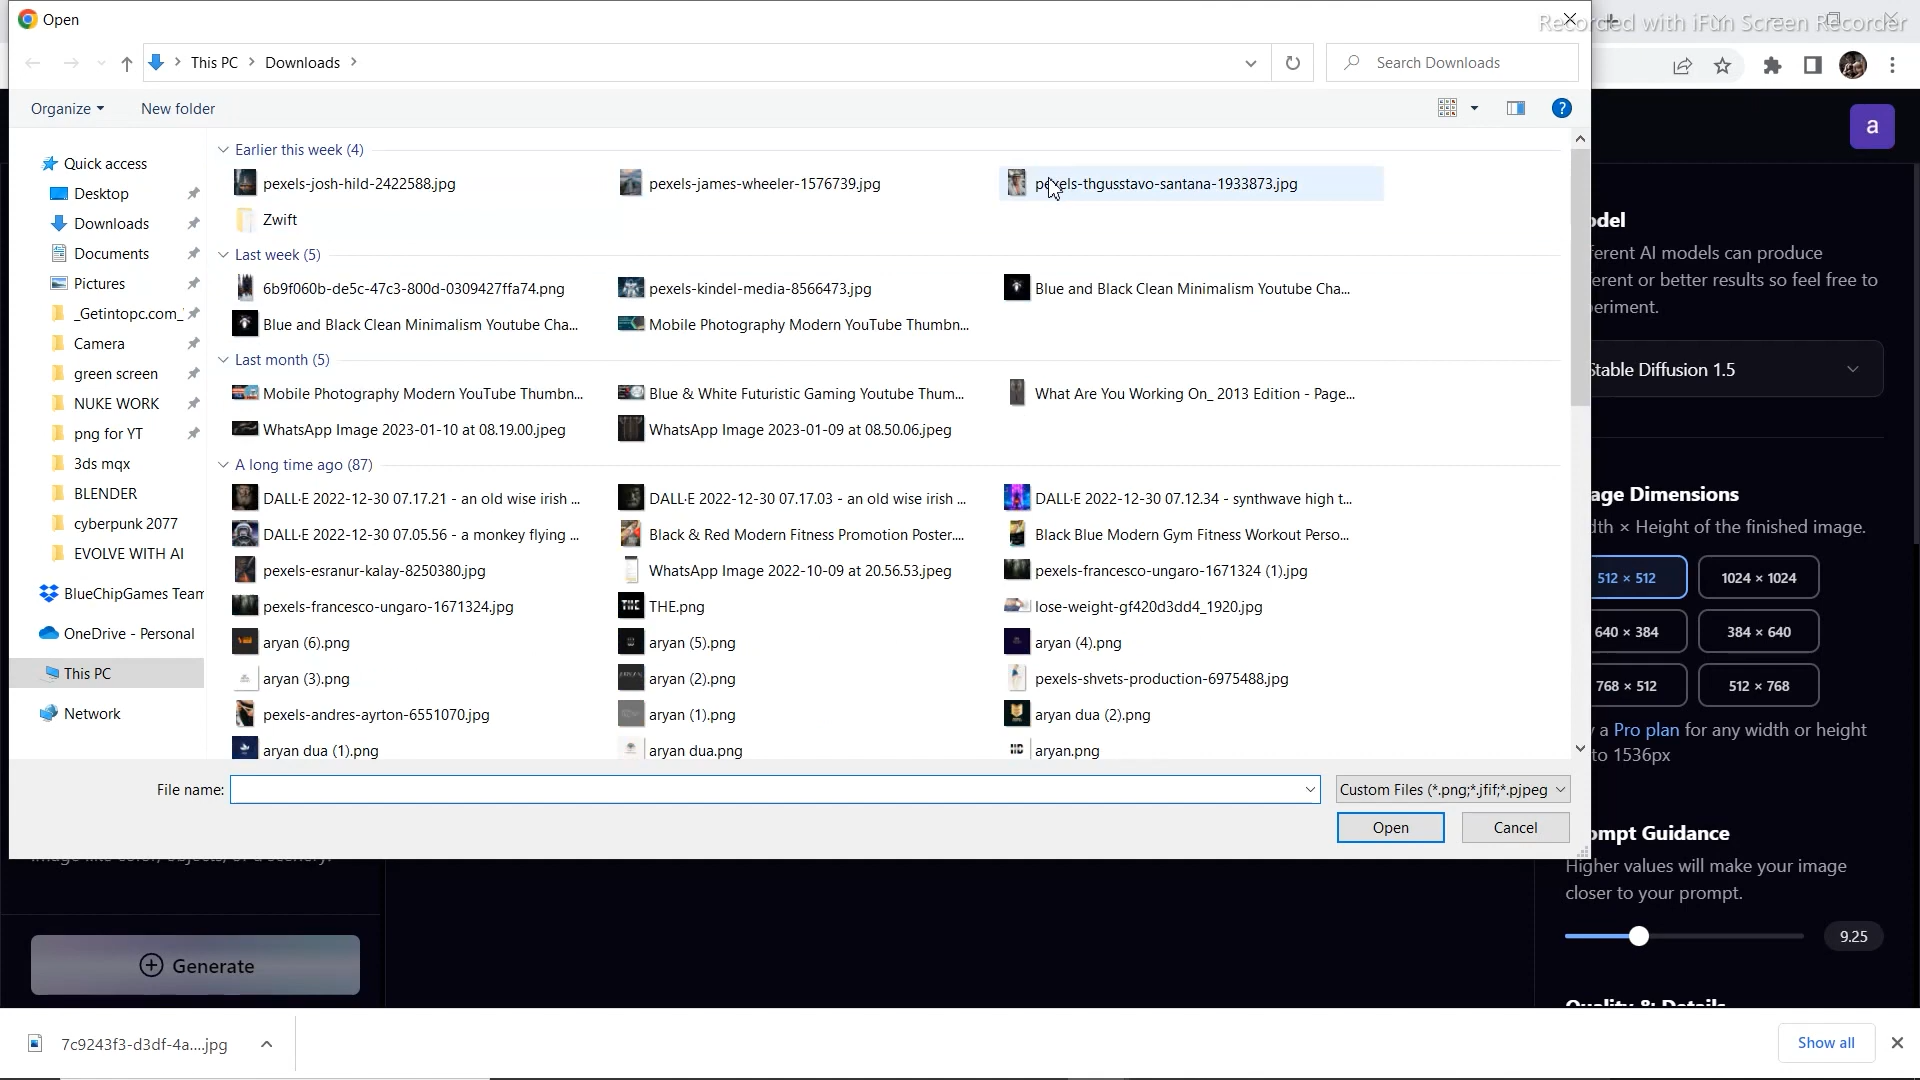 Open
Recorded with iFun Screen Recorder
This PC
Downloads
Search Downloads
Organize
New folder
a
Quick access
Desktop
Downloads
Documents
Pictures
_Getintopc.com_
Camera
green screen
NUKE WORK
png for YT
3ds mqx
BLENDER
cyberpunk 2077
EVOLVE WITH AI
BlueChipGames Team
OneDrive - Personal
This PC
Network
Earlier this week (4)
pexels-josh-hild-2422588.jpg
pexels-james-wheeler-1576739.jpg
pexels-thgusstavo-santana-1933873.jpg
Zwift
Last week (5)
6b9f060b-de5c-47c3-800d-0309427ffa74.png
pexels-kindel-media-8566473.jpg
Blue and Black Clean Minimalism Youtube Cha...
Blue and Black Clean Minimalism Youtube Cha...
Mobile Photography Modern YouTube Thumbn...
Last month (5)
Mobile Photography Modern YouTube Thumbn...
Blue & White Futuristic Gaming Youtube Thum...
What Are You Working On_ 2013 Edition - Page...
WhatsApp Image 2023-01-10 at 08.19.00.jpeg
WhatsApp Image 2023-01-09 at 08.50.06.jpeg
A long time ago (87)
DALL·E 2022-12-30 07.17.21 - an old wise irish ...
DALL·E 2022-12-30 07.17.03 - an old wise irish ...
DALL·E 2022-12-30 07.12.34 - synthwave high t...
DALL·E 2022-12-30 07.05.56 - a monkey flying ...
Black & Red Modern Fitness Promotion Poster....
Black Blue Modern Gym Fitness Workout Perso...
pexels-esranur-kalay-8250380.jpg
WhatsApp Image 2022-10-09 at 20.56.53.jpeg
pexels-francesco-ungaro-1671324 (1).jpg
pexels-francesco-ungaro-1671324.jpg
THE.png
lose-weight-gf420d3dd4_1920.jpg
aryan (6).png
aryan (5).png
aryan (4).png
aryan (3).png
aryan (2).png
pexels-shvets-production-6975488.jpg
pexels-andres-ayrton-6551070.jpg
aryan (1).png
aryan dua (2).png
aryan dua (1).png
aryan dua.png
aryan.png
File name:
Custom Files (*.png;*.jfif;*.pjpeg
Open
Cancel
odel
ferent AI models can produce
erent or better results so feel free to
eriment.
Stable Diffusion 1.5
age Dimensions
dth × Height of the finished image.
512 × 512
1024 × 1024
640 × 384
384 × 640
768 × 512
512 × 768
a Pro plan for any width or height
to 1536px
ompt Guidance
Higher values will make your image
closer to your prompt.
9.25
Quality & Details
Generate
7c9243f3-d3df-4a....jpg
Show all